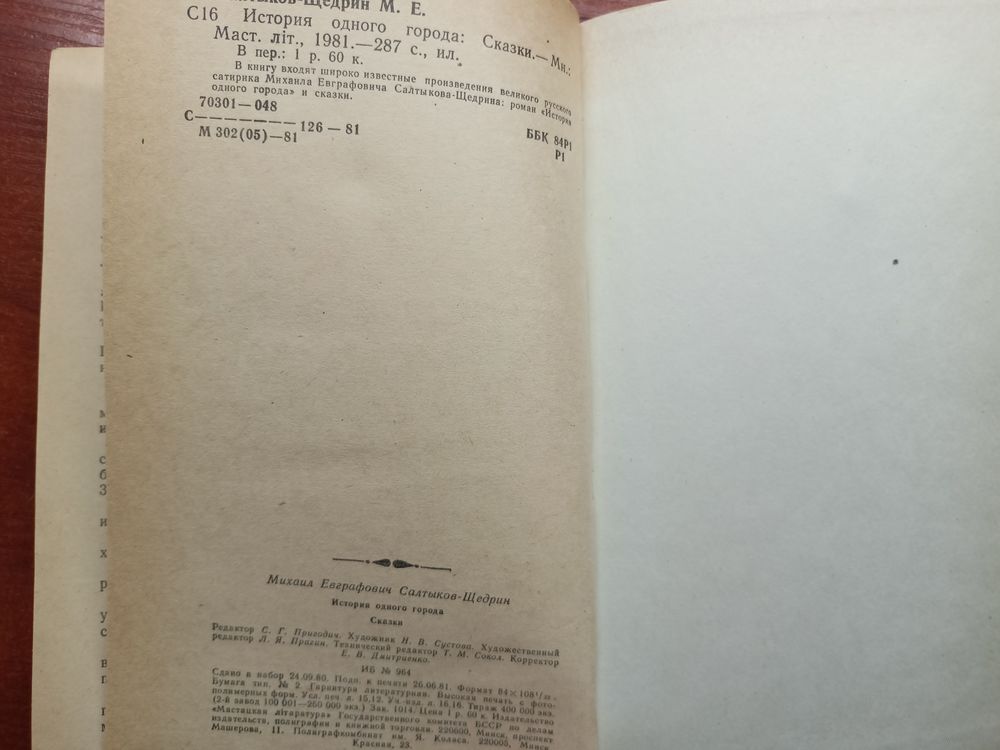 Салтыков-Щедрин М. Е.
С16 История одного города: Сказки.— Мн.:
Маст. літ., 1981.—287 с., ил.
В пер.: 1 р. 60 к.
В книгу входят широко известные произведения великого русского
сатирика Михаила Евграфовича Салтыкова-Щедрина: роман «История
одного города» и сказки.
70301—048
С———————126—81
М 302(05)—81
ББК 84Р1
Р1
Михаил Евграфович Салтыков-Щедрин
История одного города
Сказки
Редактор С. Г. Пригодич. Художник Н. В. Сустова. Художественный
редактор Л. Я. Прагин. Технический редактор Т. М. Сокол. Корректор
Е. В. Дмитриенко.
ИБ № 964
Сдано в набор 24.09.80. Подп. к печати 26.06.81. Формат 84×108¹/₃₂.
Бумага тип. № 2. Гарнитура литературная. Высокая печать с фото-
полимерных форм. Усл. печ. л. 15,12. Уч.-изд. л. 16,16. Тираж 400 000 экз.
(2-й завод 100 001—260 000 экз.) Зак. 1014. Цена 1 р. 60 к. Издательство
«Мастацкая літаратура» Государственного комитета БССР по делам
издательств, полиграфии и книжной торговли. 220600, Минск, проспект
Машерова, 11. Полиграфкомбинат им. Я. Коласа. 220005, Минск,
Красная, 23.